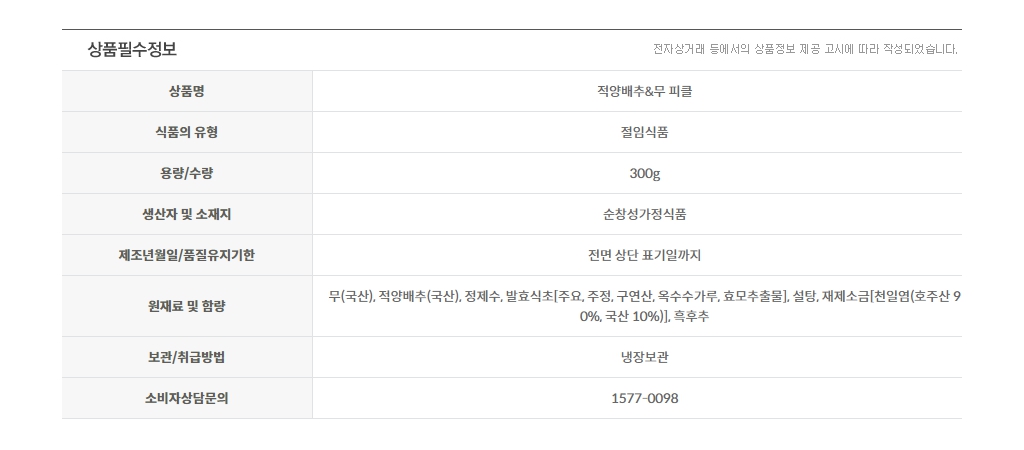 상품필수정보
전자상거래 등에서의 상품정보 제공 고시에 따라 작성되었습니다.
상품명 적양배추&무 피클
식품의 유형 절임식품
용량/수량 300g
생산자 및 소재지 순창성가정식품
제조년월일/품질유지기한 전면 상단 표기일까지
원재료 및 함량 무(국산), 적양배추(국산), 정제수, 발효식초[주요, 주정, 구연산, 옥수수가루, 효모추출물], 설탕, 재제소금[천일염(호주산 9
0%, 국산 10%)], 흑후추
보관/취급방법 냉장보관
소비자상담문의 1577-0098